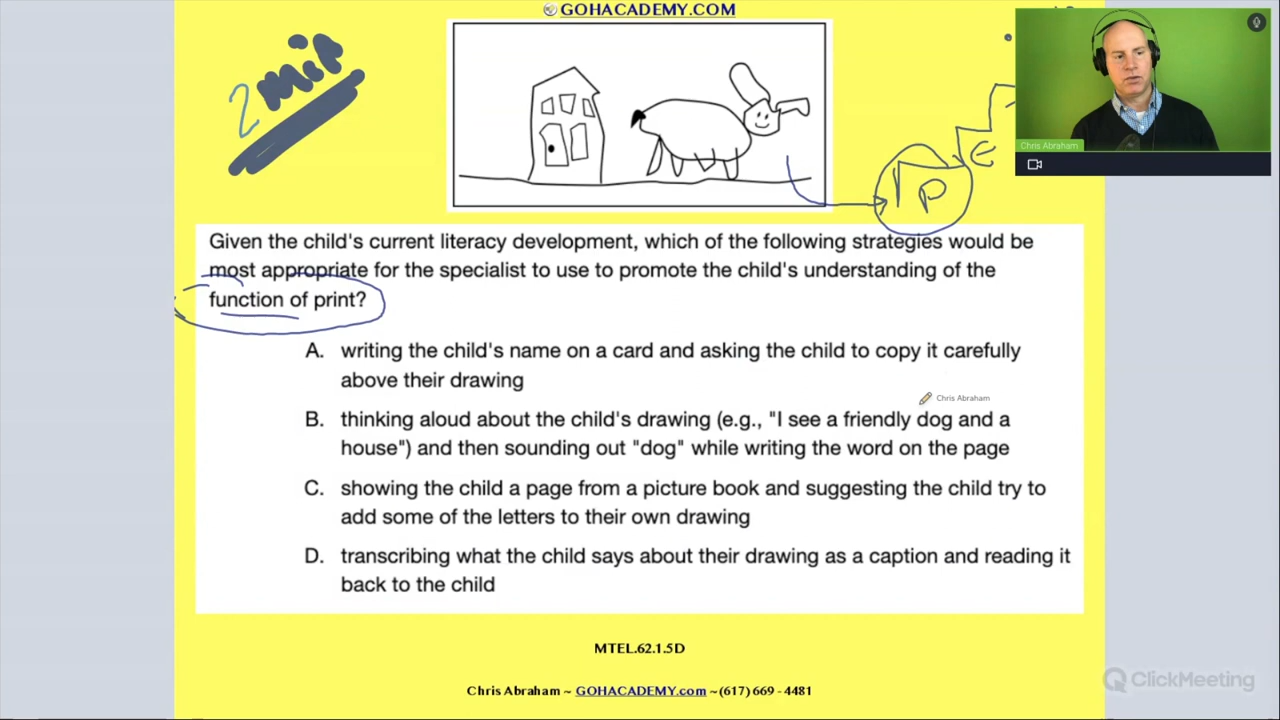 GOHACADEMY.COM
2 min
P
E
Chris Abraham
Given the child's current literacy development, which of the following strategies would be
most appropriate for the specialist to use to promote the child's understanding of the
function of print?
A. writing the child's name on a card and asking the child to copy it carefully
above their drawing
Chris Abraham
B. thinking aloud about the child's drawing (e.g., "I see a friendly dog and a
house") and then sounding out "dog" while writing the word on the page
C. showing the child a page from a picture book and suggesting the child try to
add some of the letters to their own drawing
D. transcribing what the child says about their drawing as a caption and reading it
back to the child
MTEL.62.1.5D
Chris Abraham ~ GOHACADEMY.com ~(617) 669 - 4481
ClickMeeting